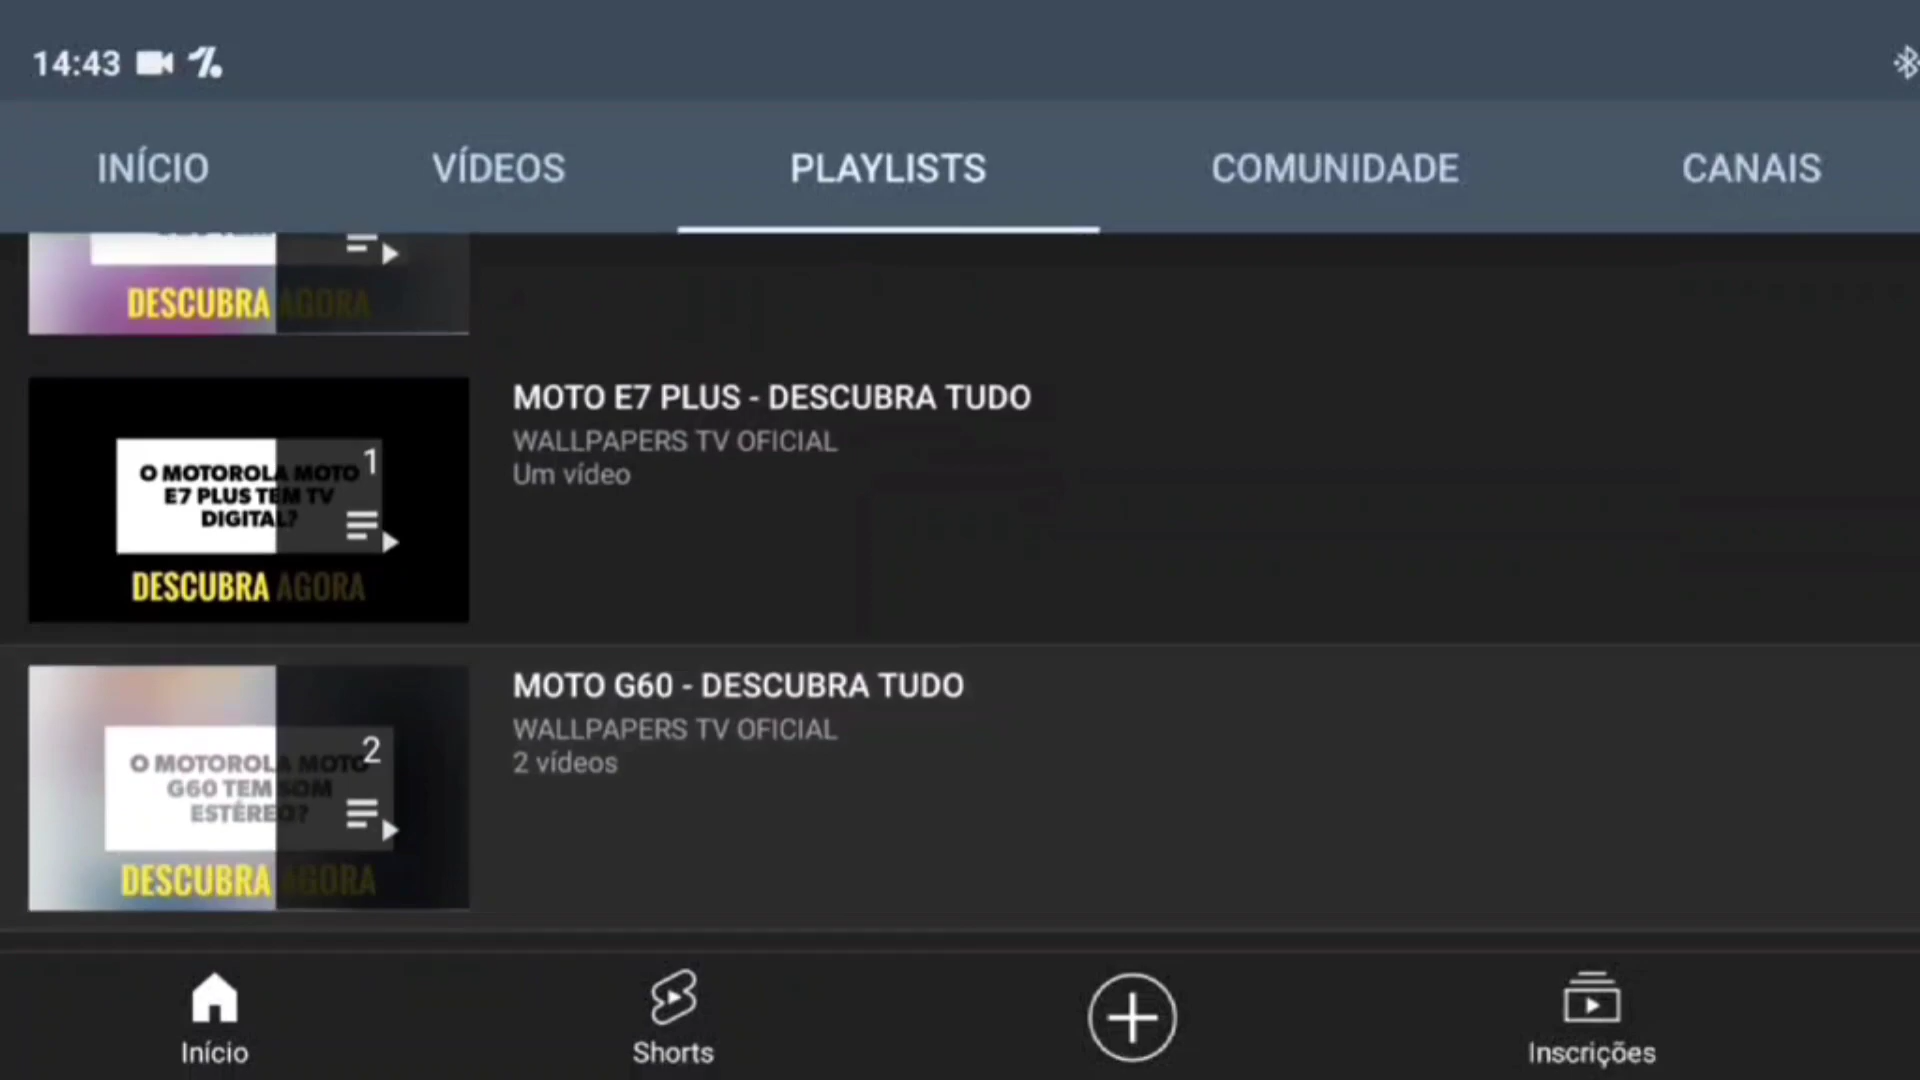 14:43
INÍCIO VÍDEOS PLAYLISTS COMUNIDADE CANAIS
DESCUBRA AGORA
MOTO E7 PLUS - DESCUBRA TUDO
WALLPAPERS TV OFICIAL
Um vídeo
1
O MOTOROLA MOTO
E7 PLUS TEM TV
DIGITAL?
DESCUBRA AGORA
MOTO G60 - DESCUBRA TUDO
WALLPAPERS TV OFICIAL
2 vídeos
2
O MOTOROLA MOTO
G60 TEM SOM
ESTÉREO?
DESCUBRA AGORA
Início Shorts Inscrições